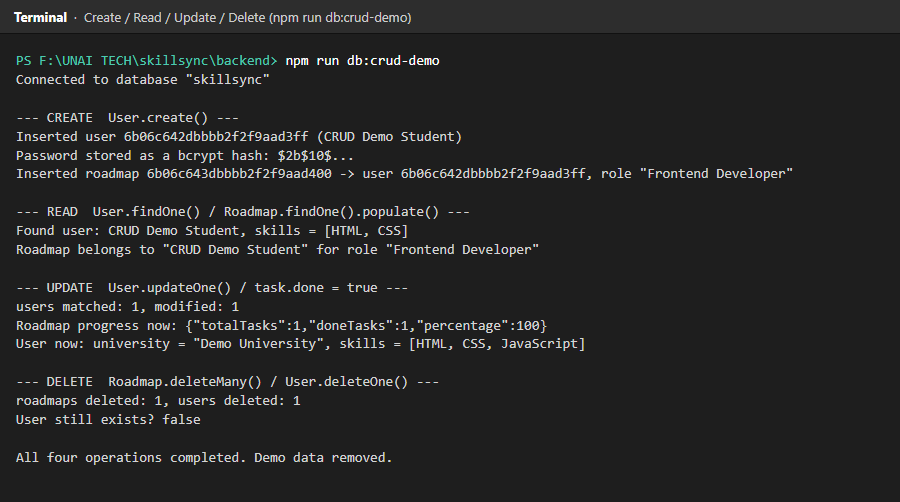 Terminal · Create / Read / Update / Delete (npm run db:crud-demo)
PS F:\UNAI TECH\skillsync\backend> npm run db:crud-demo
Connected to database "skillsync"
--- CREATE  User.create() ---
Inserted user 6b06c642dbbbb2f2f9aad3ff (CRUD Demo Student)
Password stored as a bcrypt hash: $2b$10$...
Inserted roadmap 6b06c643dbbbb2f2f9aad400 -> user 6b06c642dbbbb2f2f9aad3ff, role "Frontend Developer"
--- READ  User.findOne() / Roadmap.findOne().populate() ---
Found user: CRUD Demo Student, skills = [HTML, CSS]
Roadmap belongs to "CRUD Demo Student" for role "Frontend Developer"
--- UPDATE  User.updateOne() / task.done = true ---
users matched: 1, modified: 1
Roadmap progress now: {"totalTasks":1,"doneTasks":1,"percentage":100}
User now: university = "Demo University", skills = [HTML, CSS, JavaScript]
--- DELETE  Roadmap.deleteMany() / User.deleteOne() ---
roadmaps deleted: 1, users deleted: 1
User still exists? false
All four operations completed. Demo data removed.